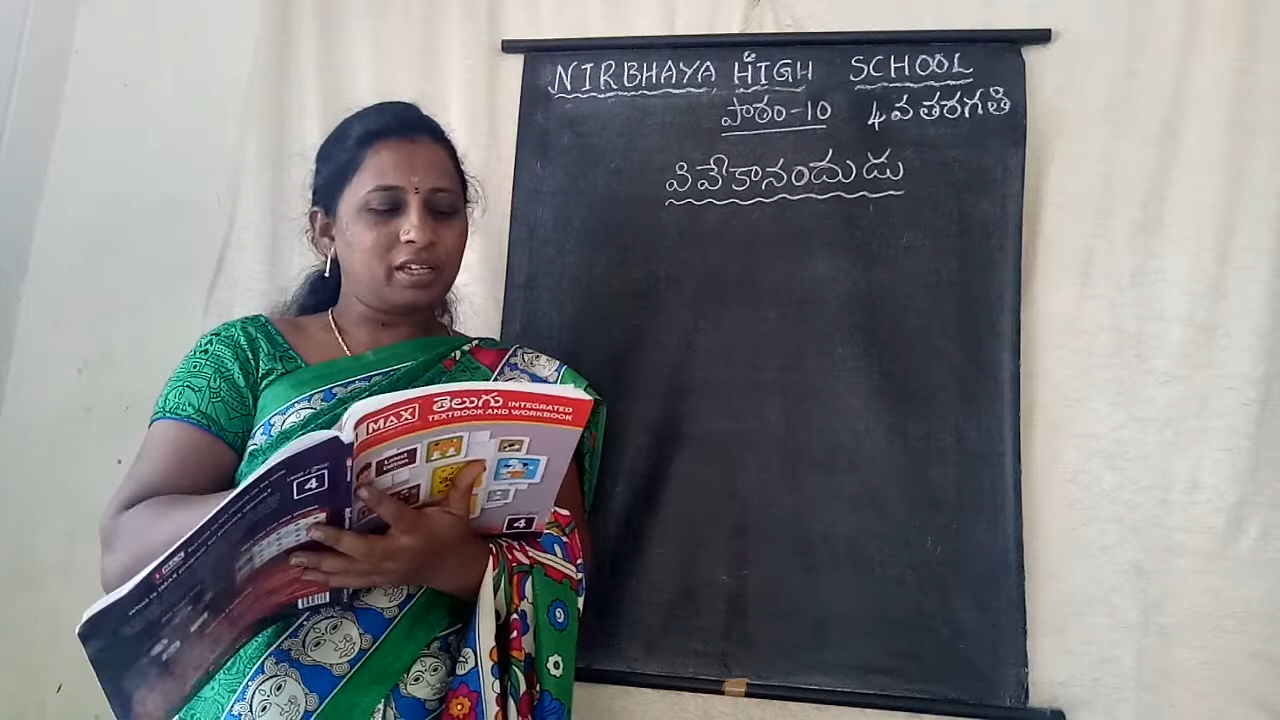 NIRBHAYA HIGH SCHOOL
పాఠం-10 4వ తరగతి
వివేకానందుడు
MAX తెలుగు INTEGRATED
TEXTBOOK AND WORKBOOK
Latest
Edition
4
4